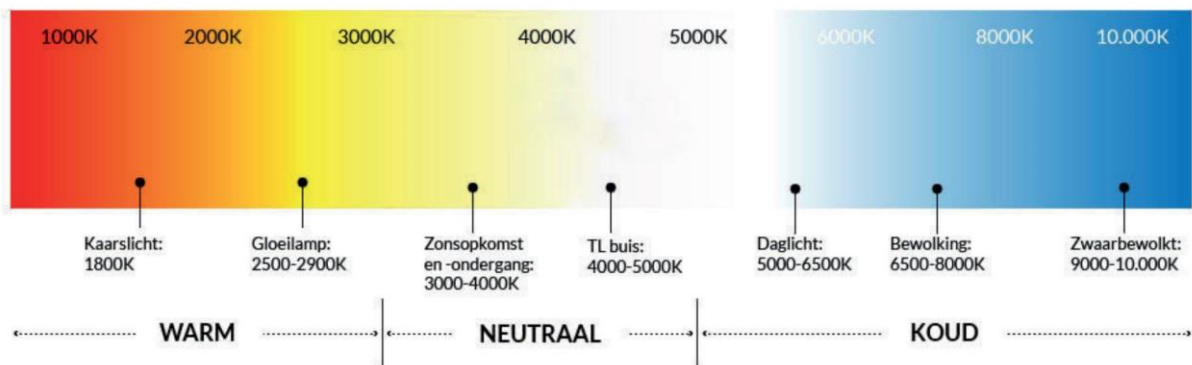 1000K 2000K 3000K 4000K 5000K 6000K 8000K 10.000K
Kaarslicht:
1800K
Gloeilamp:
2500-2900K
Zonsopkomst
en -ondergang:
3000-4000K
TL buis:
4000-5000K
Daglicht:
5000-6500K
Bewolking:
6500-8000K
Zwaarbewolkt:
9000-10.000K
WARM NEUTRAAL KOUD